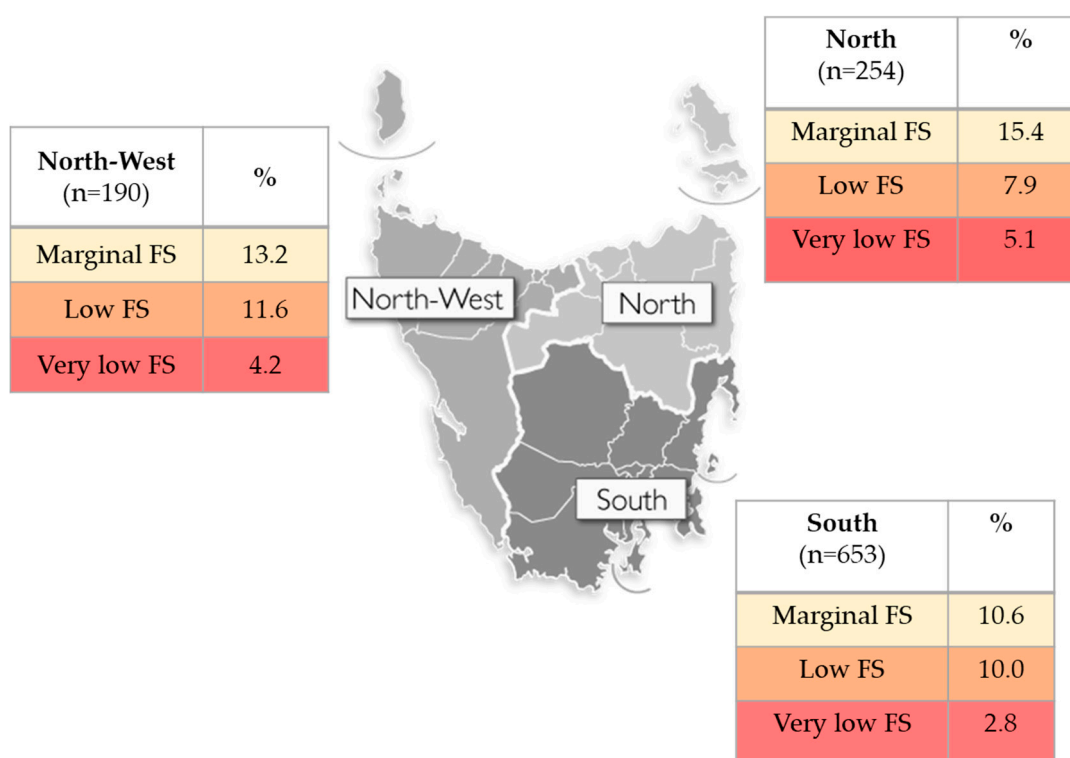 North %
(n=254)
Marginal FS 15.4
Low FS 7.9
Very low FS 5.1
North-West %
(n=190)
Marginal FS 13.2
Low FS 11.6
Very low FS 4.2
North-West
North
South
South %
(n=653)
Marginal FS 10.6
Low FS 10.0
Very low FS 2.8